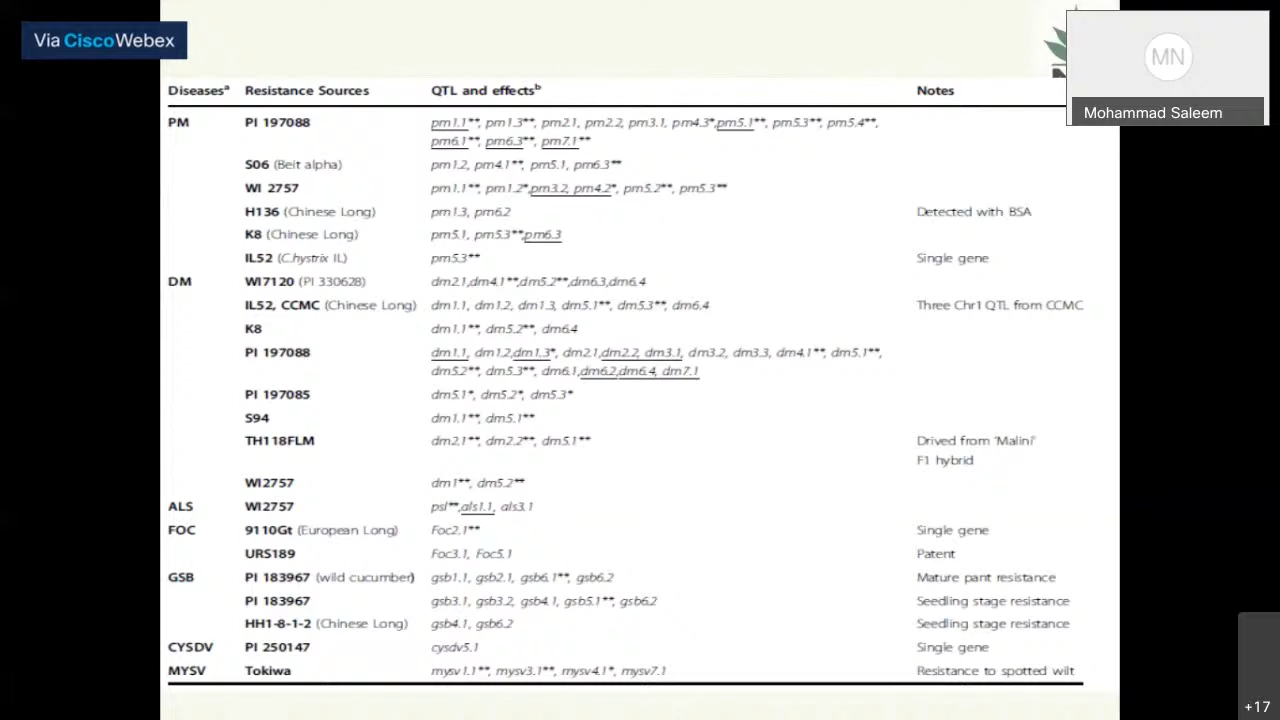 Via Cisco Webex
MN
Mohammad Saleem
Diseasesa Resistance Sources QTL and effectsb Notes
PM PI 197088 pm1.1**, pm1.3**, pm2.1, pm2.2, pm3.1, pm4.3*,pm5.1**, pm5.3**, pm5.4**,
pm6.1**, pm6.3**, pm7.1**
S06 (Beit alpha) pm1.2, pm4.1**, pm5.1, pm6.3**
WI 2757 pm1.1**, pm1.2*,pm3.2, pm4.2*, pm5.2**, pm5.3**
H136 (Chinese Long) pm1.3, pm6.2 Detected with BSA
K8 (Chinese Long) pm5.1, pm5.3**,pm6.3
IL52 (C.hystrix IL) pm5.3** Single gene
DM WI7120 (PI 330628) dm2.1,dm4.1**,dm5.2**,dm6.3,dm6.4
IL52, CCMC (Chinese Long) dm1.1, dm1.2, dm1.3, dm5.1**, dm5.3**, dm6.4 Three Chr1 QTL from CCMC
K8 dm1.1**, dm5.2**, dm6.4
PI 197088 dm1.1, dm1.2,dm1.3*, dm2.1,dm2.2, dm3.1, dm3.2, dm3.3, dm4.1**, dm5.1**,
dm5.2**, dm5.3**, dm6.1,dm6.2,dm6.4, dm7.1
PI 197085 dm5.1*, dm5.2*, dm5.3*
S94 dm1.1**, dm5.1**
TH118FLM dm2.1**, dm2.2**, dm5.1** Drived from 'Malini'
F1 hybrid
WI2757 dm1**, dm5.2**
ALS WI2757 psl**,als1.1, als3.1
FOC 9110Gt (European Long) Foc2.1** Single gene
URS189 Foc3.1, Foc5.1 Patent
GSB PI 183967 (wild cucumber) gsb1.1, gsb2.1, gsb6.1**, gsb6.2 Mature pant resistance
PI 183967 gsb3.1, gsb3.2, gsb4.1, gsb5.1**, gsb6.2 Seedling stage resistance
HH1-8-1-2 (Chinese Long) gsb4.1, gsb6.2 Seedling stage resistance
CYSDV PI 250147 cysdv5.1 Single gene
MYSV Tokiwa mysv1.1**, mysv3.1**, mysv4.1*, mysv7.1 Resistance to spotted wilt
+17